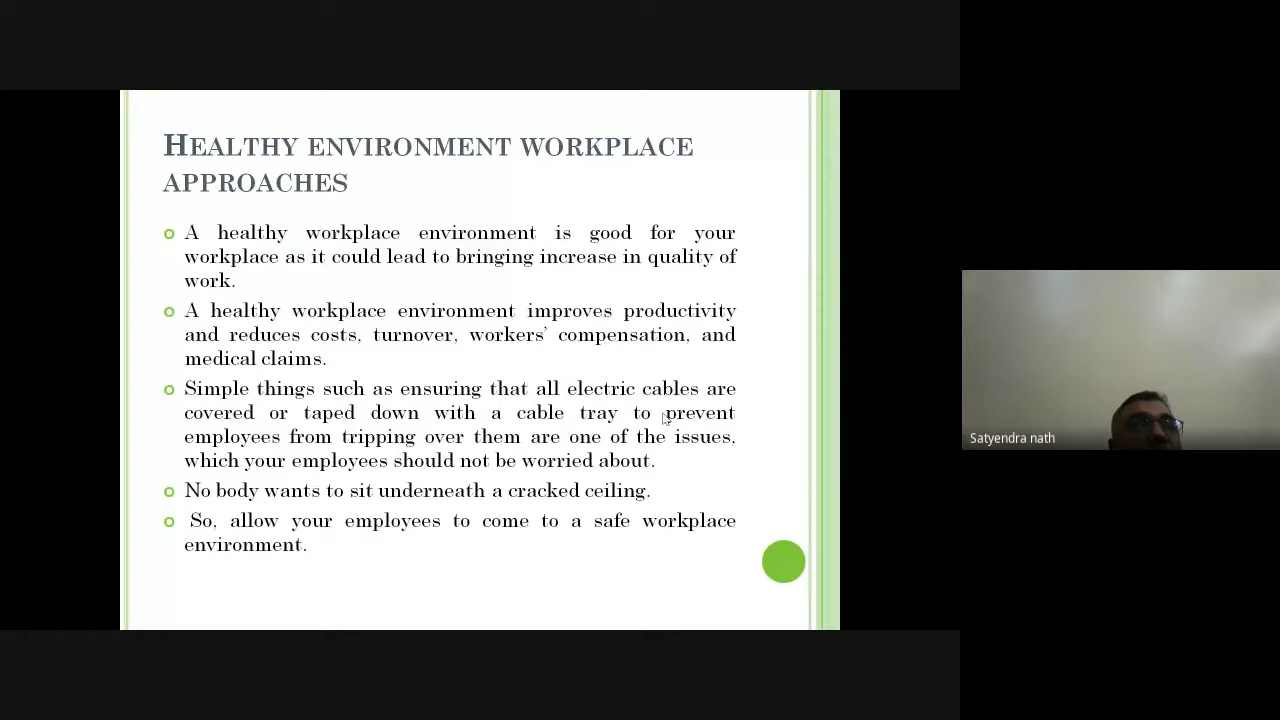 HEALTHY ENVIRONMENT WORKPLACE
APPROACHES
A healthy workplace environment is good for your
workplace as it could lead to bringing increase in quality of
work.
A healthy workplace environment improves productivity
and reduces costs, turnover, workers' compensation, and
medical claims.
Simple things such as ensuring that all electric cables are
covered or taped down with a cable tray to prevent
employees from tripping over them are one of the issues,
which your employees should not be worried about.
No body wants to sit underneath a cracked ceiling.
So, allow your employees to come to a safe workplace
environment.
Satyendra nath